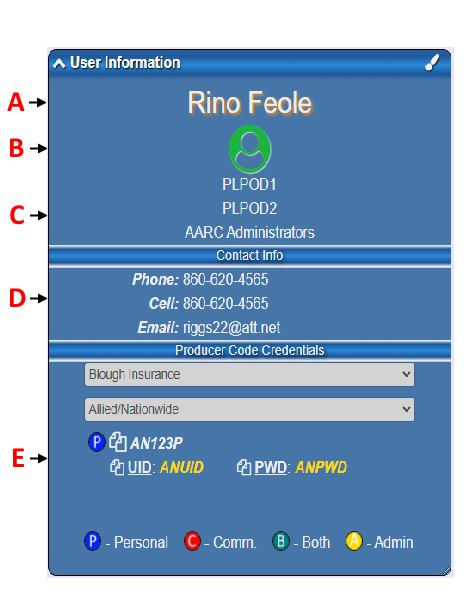 User Information
A
Rino Feole
B
PLPOD1
C
PLPOD2
AARC Administrators
Contact Info
Phone: 860-620-4565
D
Cell: 860-620-4565
Email: riggs22@att.net
Producer Code Credentials
Blough Insurance
Allied/Nationwide
P AN123P
E
UID: ANUID PWD: ANPWD
P - Personal C - Comm. B - Both A - Admin